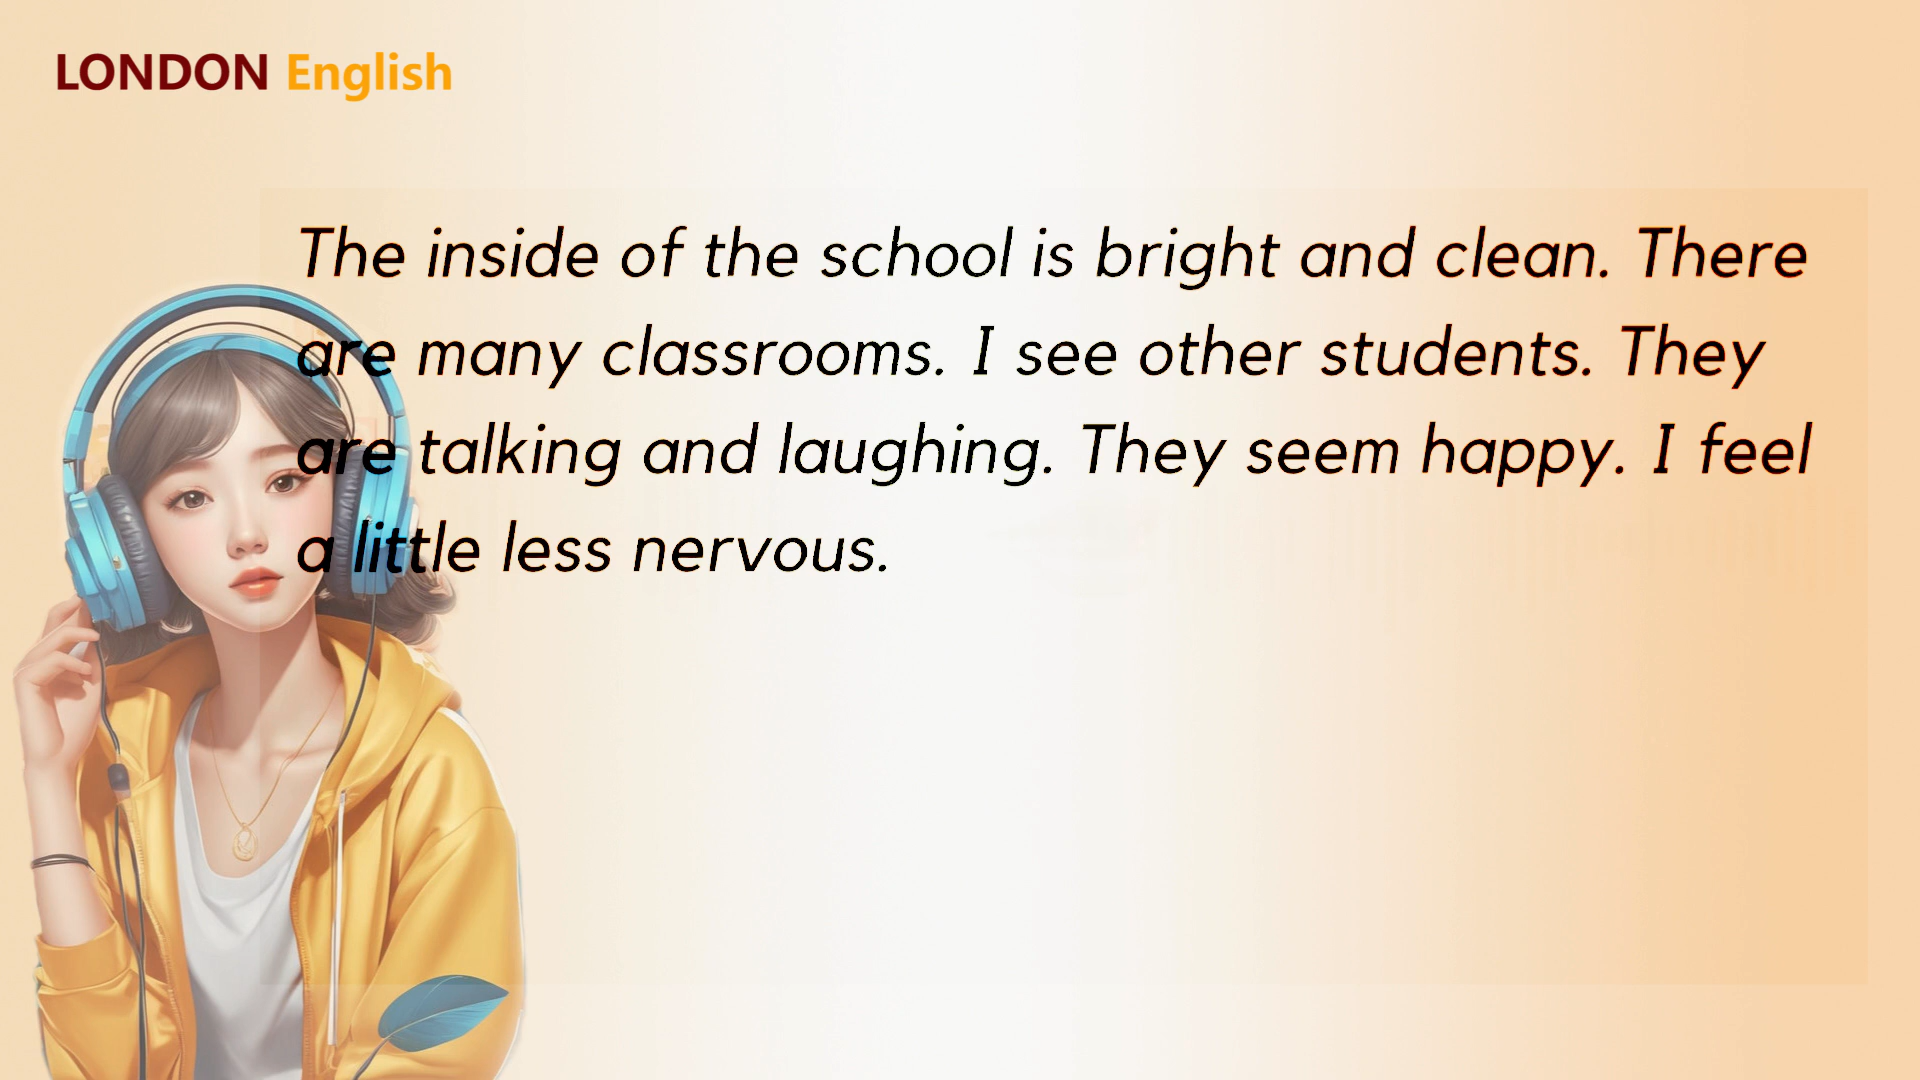 LONDON English
The inside of the school is bright and clean. There
are many classrooms. I see other students. They
are talking and laughing. They seem happy. I feel
a little less nervous.